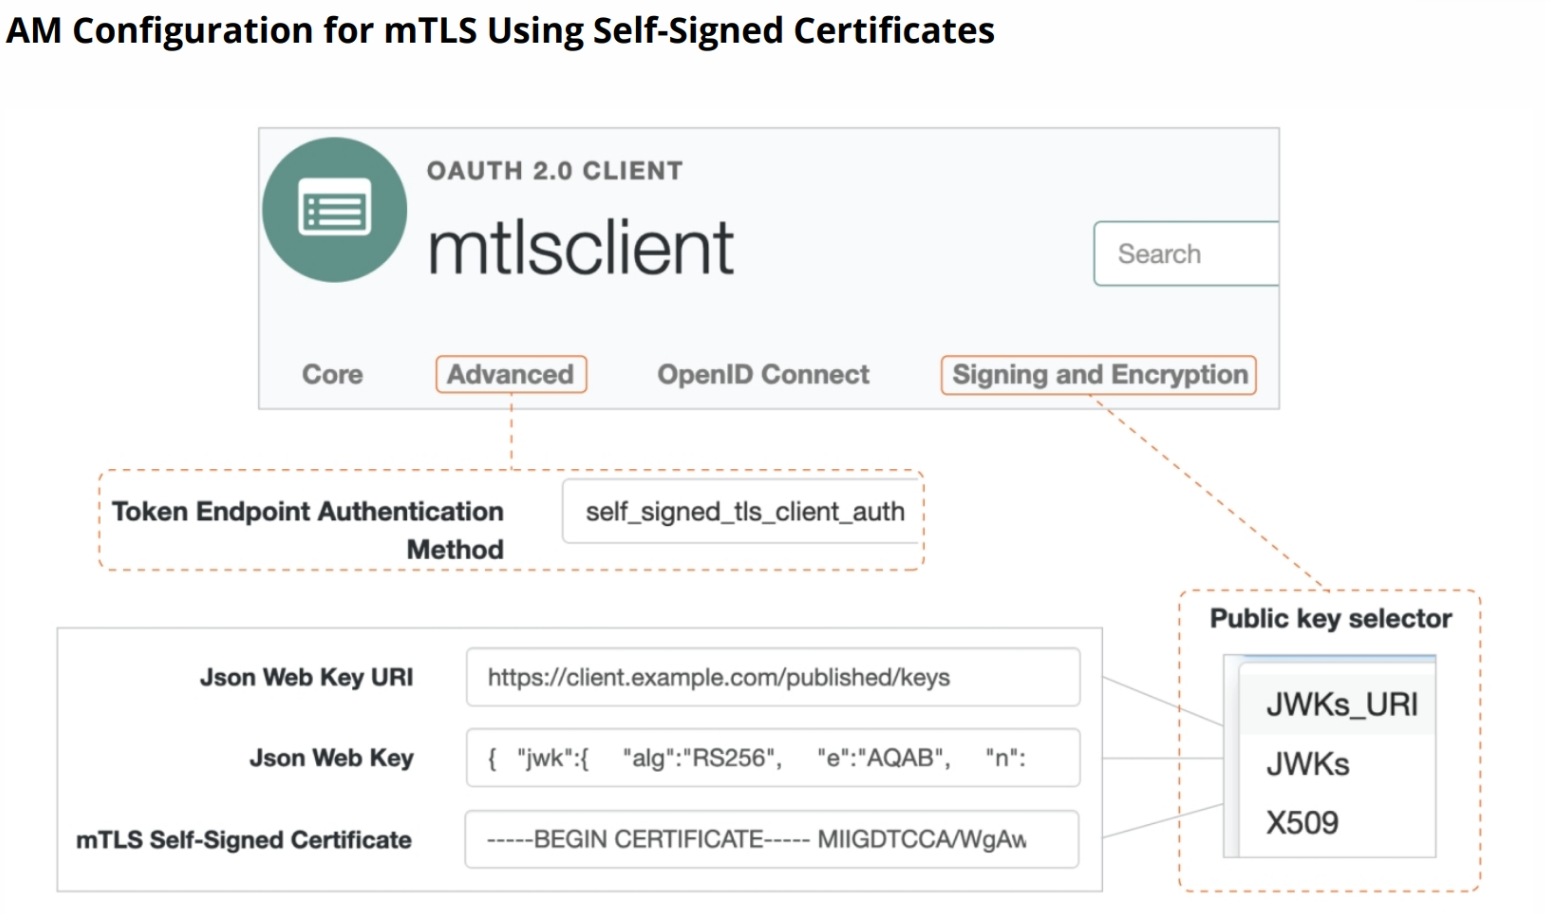 AM Configuration for mTLS Using Self-Signed Certificates
OAUTH 2.0 CLIENT
mtlsclient
Search
Core
Advanced
OpenID Connect
Signing and Encryption
Token Endpoint Authentication
Method
self_signed_tls_client_auth
Public key selector
JWKs_URI
JWKs
X509
Json Web Key URI
https://client.example.com/published/keys
Json Web Key
{ "jwk":{ "alg":"RS256", "e":"AQAB", "n":
mTLS Self-Signed Certificate
-----BEGIN CERTIFICATE----- MIIGDTCCA/WgAw